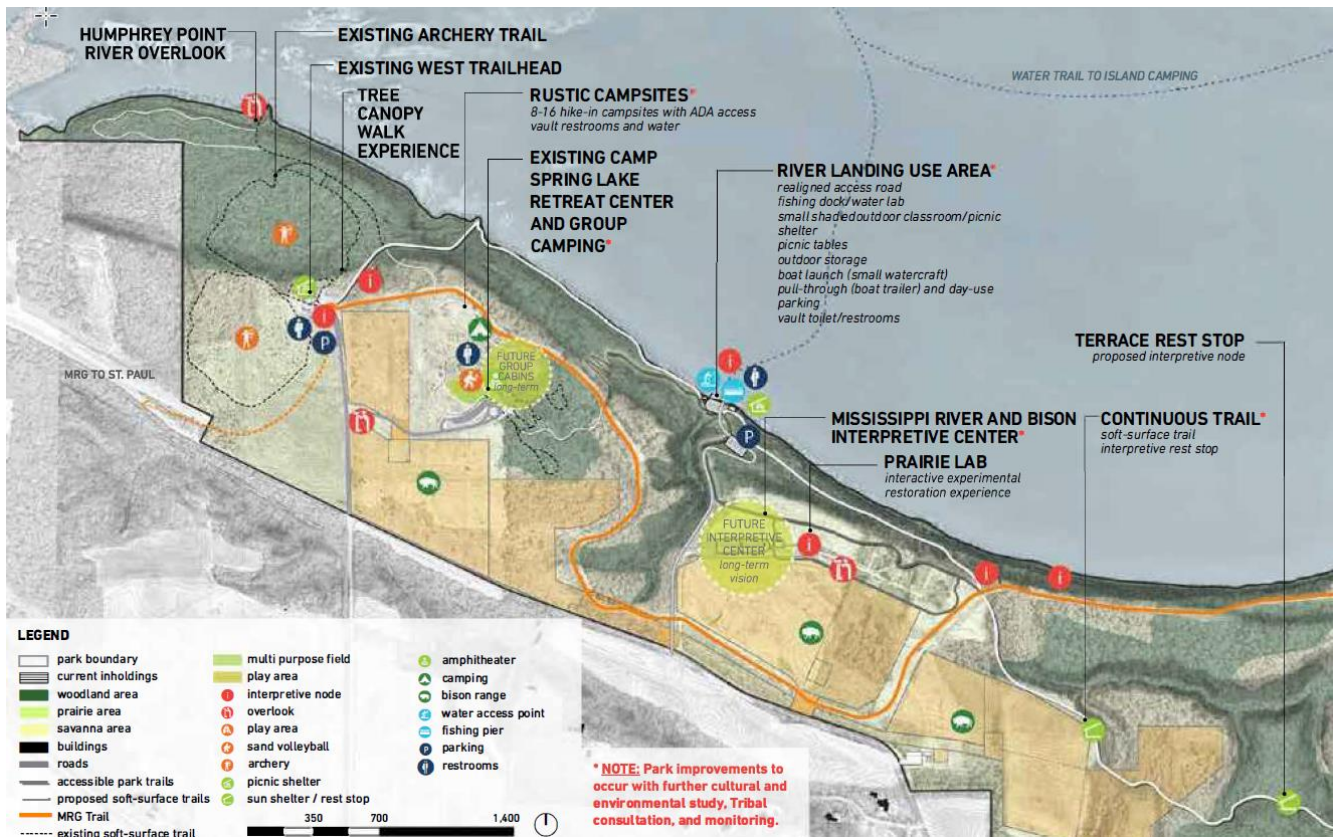 HUMPHREY POINT
RIVER OVERLOOK
EXISTING ARCHERY TRAIL
EXISTING WEST TRAILHEAD
TREE
CANOPY
WALK
EXPERIENCE
RUSTIC CAMPSITES*
8-16 hike-in campsites with ADA access
vault restrooms and water
EXISTING CAMP
SPRING LAKE
RETREAT CENTER
AND GROUP
CAMPING*
WATER TRAIL TO ISLAND CAMPING
RIVER LANDING USE AREA*
realigned access road
fishing dock/water lab
small shaded outdoor classroom/picnic
shelter
picnic tables
outdoor storage
boat launch (small watercraft)
pull-through (boat trailer) and day-use
parking
vault toilet/restrooms
TERRACE REST STOP
proposed interpretive node
MISSISSIPPI RIVER AND BISON
INTERPRETIVE CENTER*
CONTINUOUS TRAIL*
soft-surface trail
interpretive rest stop
PRAIRIE LAB
interactive experimental
restoration experience
MRG TO ST. PAUL
i
i
P
FUTURE
GROUP
CABINS
long-term
i
P
FUTURE
INTERPRETIVE
CENTER
long-term
vision
i
i
i
LEGEND
park boundary
current inholdings
woodland area
prairie area
savanna area
buildings
roads
accessible park trails
proposed soft-surface trails
MRG Trail
existing soft-surface trail
multi purpose field
play area
i interpretive node
overlook
play area
sand volleyball
archery
picnic shelter
sun shelter / rest stop
amphitheater
camping
bison range
water access point
fishing pier
P parking
restrooms
350 700 1,400
* NOTE: Park improvements to
occur with further cultural and
environmental study, Tribal
consultation, and monitoring.